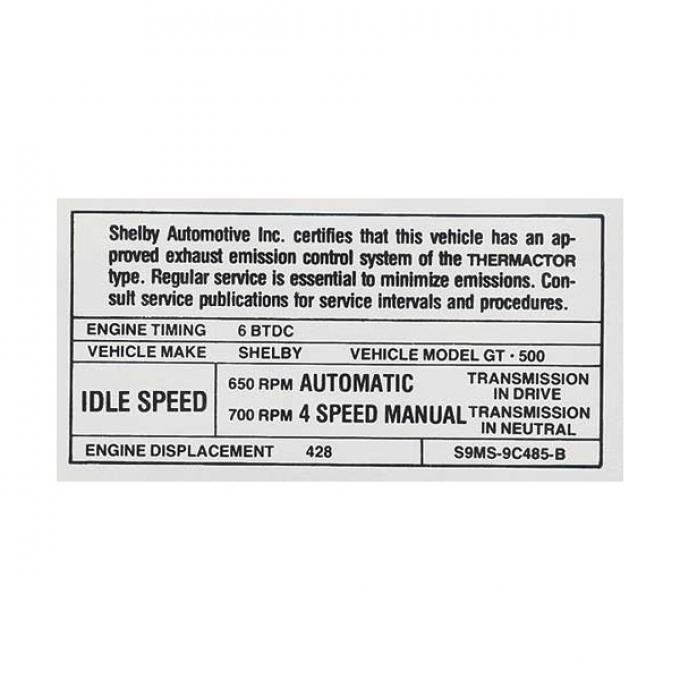 Shelby Automotive Inc. certifies that this vehicle has an ap-
proved exhaust emission control system of the THERMACTOR
type. Regular service is essential to minimize emissions. Con-
sult service publications for service intervals and procedures.
ENGINE TIMING 6 BTDC
VEHICLE MAKE SHELBY VEHICLE MODEL GT · 500
IDLE SPEED
650 RPM AUTOMATIC TRANSMISSION IN DRIVE
700 RPM 4 SPEED MANUAL TRANSMISSION IN NEUTRAL
ENGINE DISPLACEMENT 428 S9MS-9C485-B